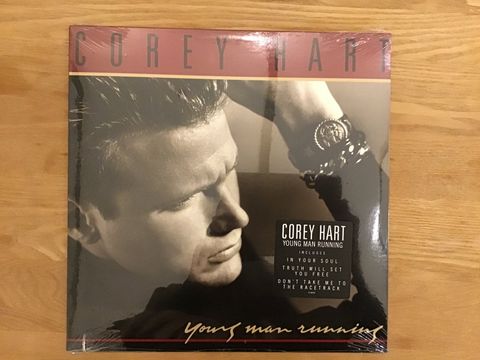 COREY HART
COREY HART
YOUNG MAN RUNNING
INCLUDES
IN YOUR SOUL
TRUTH WILL SET
YOU FREE
DON'T TAKE ME TO
THE RACETRACK
young man running